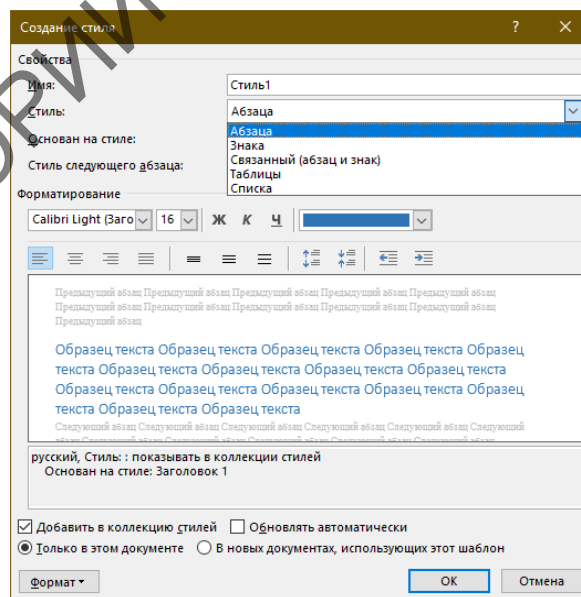 Создание стиля ? ×
Свойства
Имя: Стиль1
Стиль: Абзаца
Основан на стиле: Абзаца
Знака
Связанный (абзац и знак)
Стиль следующего абзаца: Таблицы
Списка
Форматирование
Calibri Light (Заго 16 Ж К Ч
Предыдущий абзац Предыдущий абзац Предыдущий абзац Предыдущий абзац Предыдущий абзац
Предыдущий абзац Предыдущий абзац Предыдущий абзац Предыдущий абзац Предыдущий абзац
Предыдущий абзац
Образец текста Образец текста Образец текста Образец текста Образец
текста Образец текста Образец текста Образец текста Образец текста
Образец текста Образец текста Образец текста Образец текста Образец
текста Образец текста Образец текста
Следующий абзац Следующий абзац Следующий абзац Следующий абзац Следующий
русский, Стиль: : показывать в коллекции стилей
Основан на стиле: Заголовок 1
Добавить в коллекцию стилей Обновлять автоматически
Только в этом документе В новых документах, использующих этот шаблон
Формат ОК Отмена